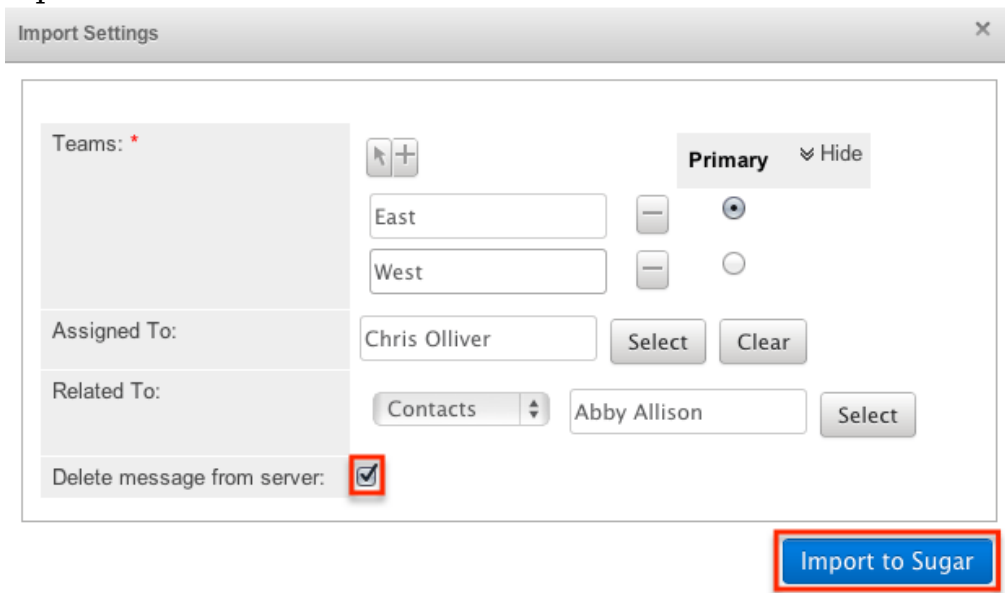 Import Settings
Teams: *
Primary
Hide
East
West
Assigned To:
Chris Olliver
Select
Clear
Related To:
Contacts
Abby Allison
Select
Delete message from server:
Import to Sugar